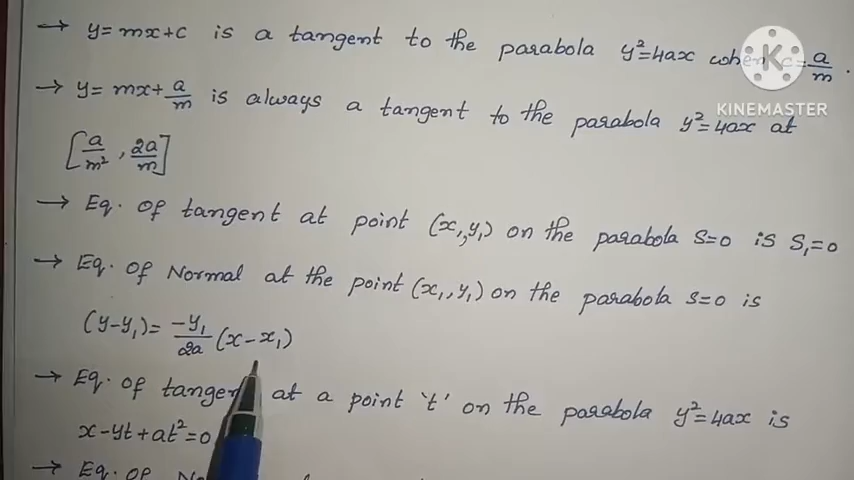 → y=mx+c is a tangent to the parabola y²=4ax when c=a/m.
KINEMASTER
→ y= mx+a/m is always a tangent to the parabola y²=4ax at
[a/m², 2a/m]
→ Eq. of tangent at point (x₁,y₁) on the parabola S=0 is S₁=0
→ Eq. of Normal at the point (x₁,y₁) on the parabola s=0 is
(y-y₁)= -y₁/2a (x-x₁)
→ Eq. of tangent at a point 't' on the parabola y²=4ax is
x-yt+at²=0
→ Eq. of